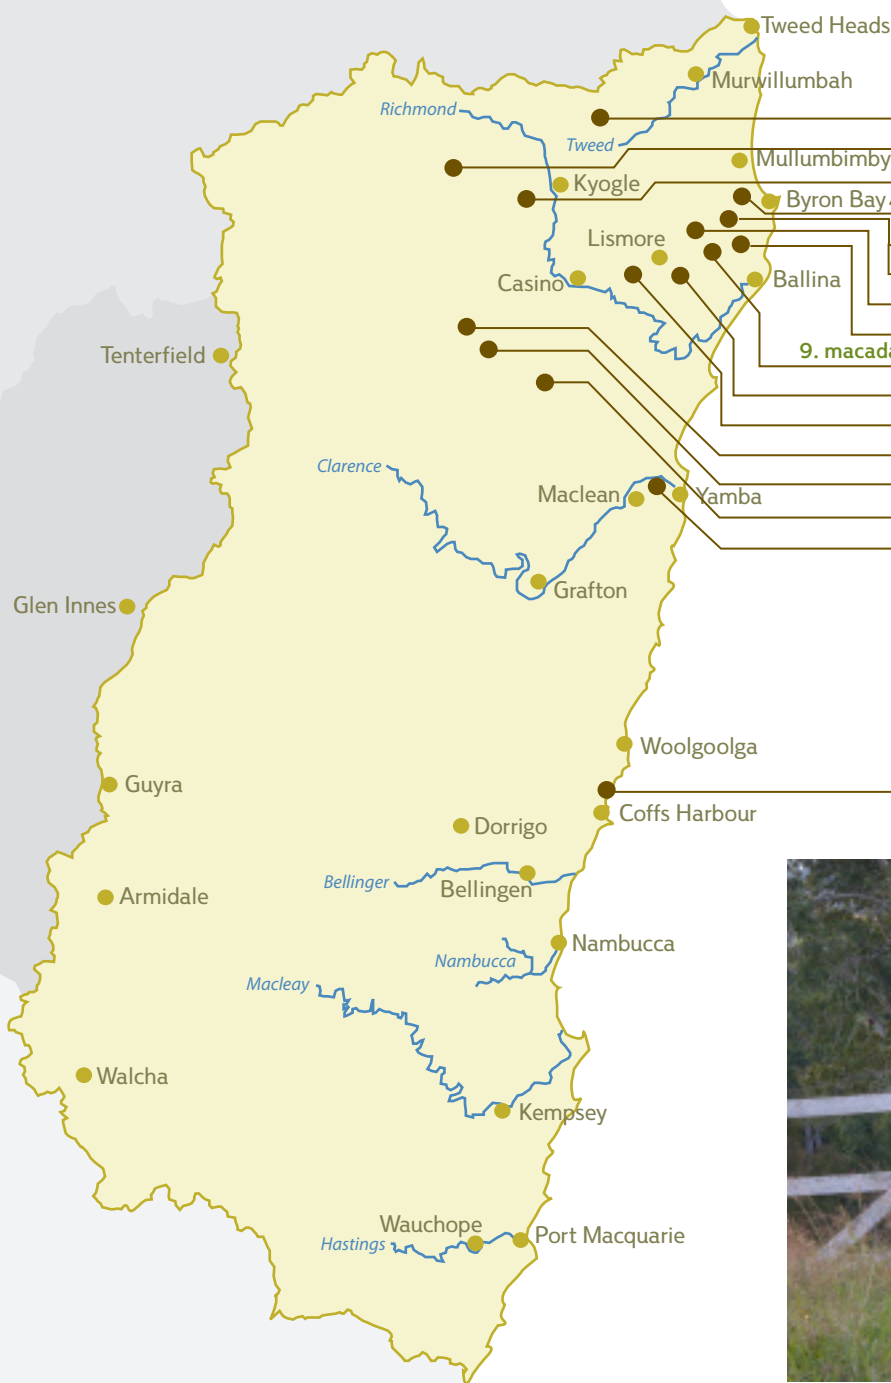 Tweed Heads
Murwillumbah
Richmond
Tweed
Mullumbimby
Kyogle
Byron Bay
Lismore
Casino
Ballina
Tenterfield
9.
Clarence
Maclean
Yamba
Grafton
Glen Innes
Woolgoolga
Guyra
Coffs Harbour
Dorrigo
Bellinger
Bellingen
Armidale
Nambucca
Nambucca
Macleay
Walcha
Kempsey
Wauchope
Port Macquarie
Hastings